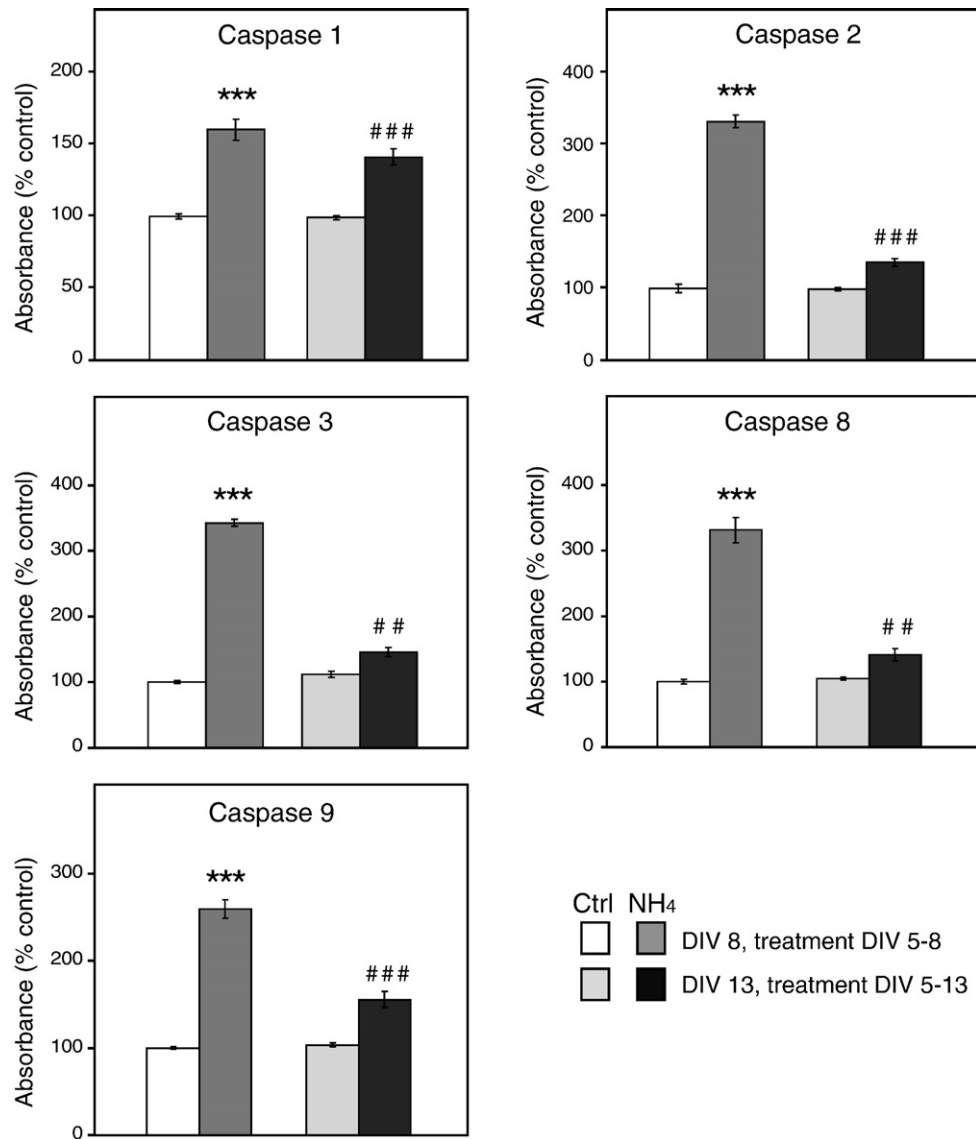 Caspase 1
Absorbance (% control)
200
150
100
50
0
***
###
Caspase 2
Absorbance (% control)
400
300
200
100
0
***
###
Caspase 3
Absorbance (% control)
400
300
200
100
0
***
# #
Caspase 8
Absorbance (% control)
400
300
200
100
0
***
# #
Caspase 9
Absorbance (% control)
300
200
100
0
***
###
Ctrl NH4
DIV 8, treatment DIV 5-8
DIV 13, treatment DIV 5-13